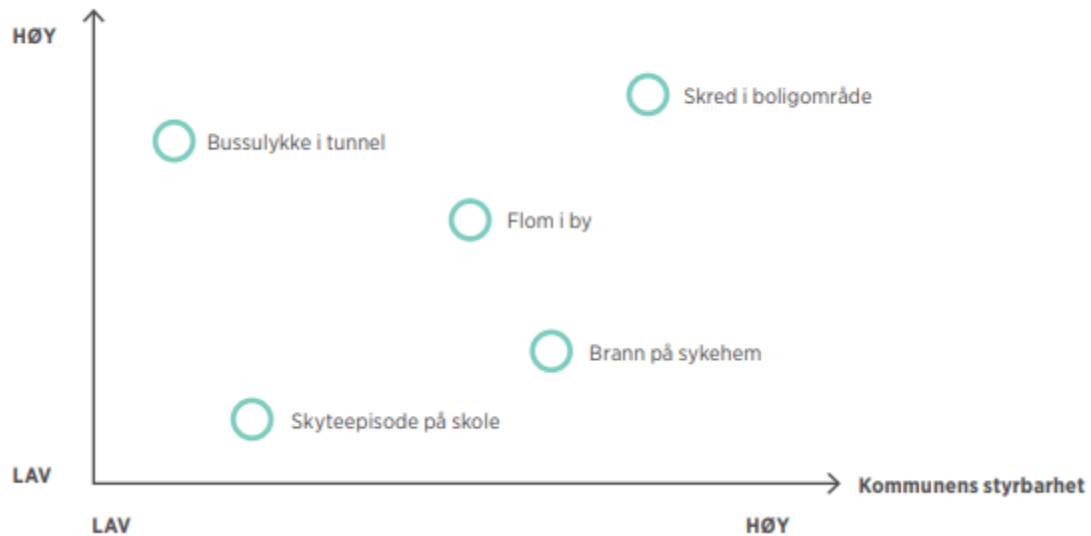 HØY
Skred i boligområde
Bussulykke i tunnel
Flom i by
Brann på sykehem
Skyteepisode på skole
LAV
Kommunens styrbarhet
LAV
HØY